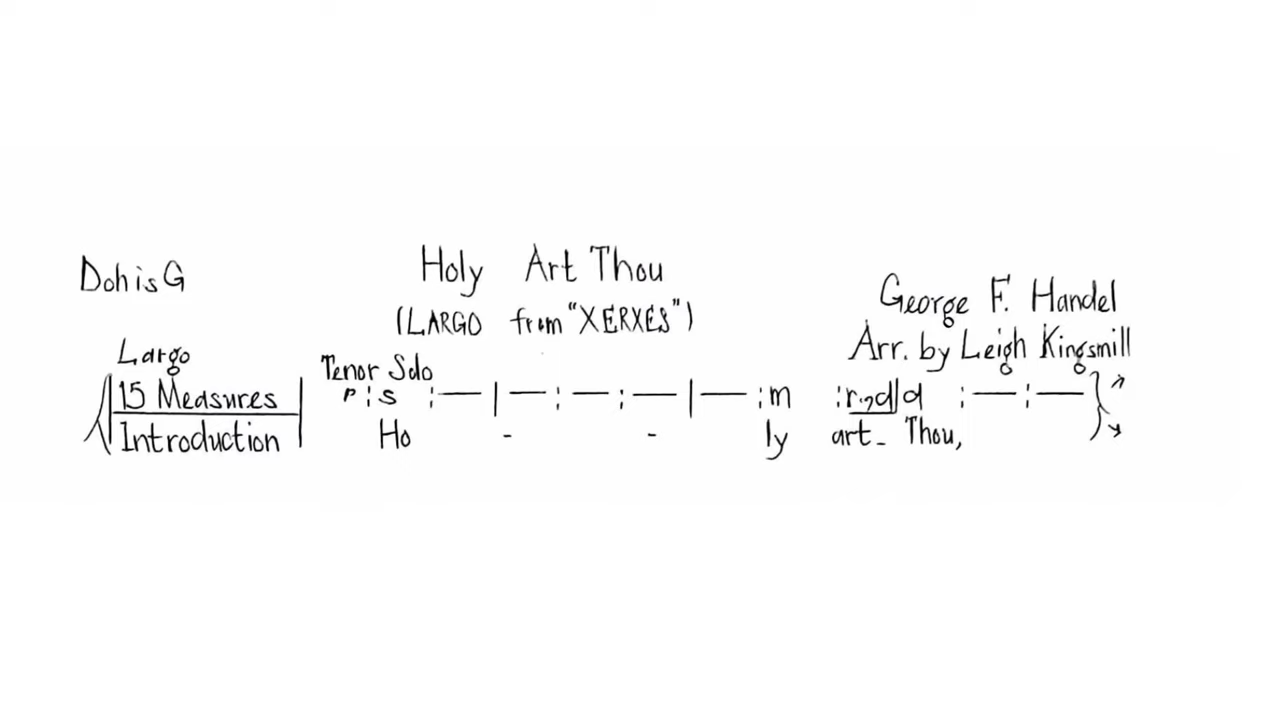 Doh is G
Holy Art Thou
(LARGO from "XERXES")
George F. Handel
Arr. by Leigh Kingsmill
Largo
Tenor Solo
15 Measures
P :s :— | — :— :— | — :m :r.,d | d :— :—
Introduction
Ho - - ly art - Thou,